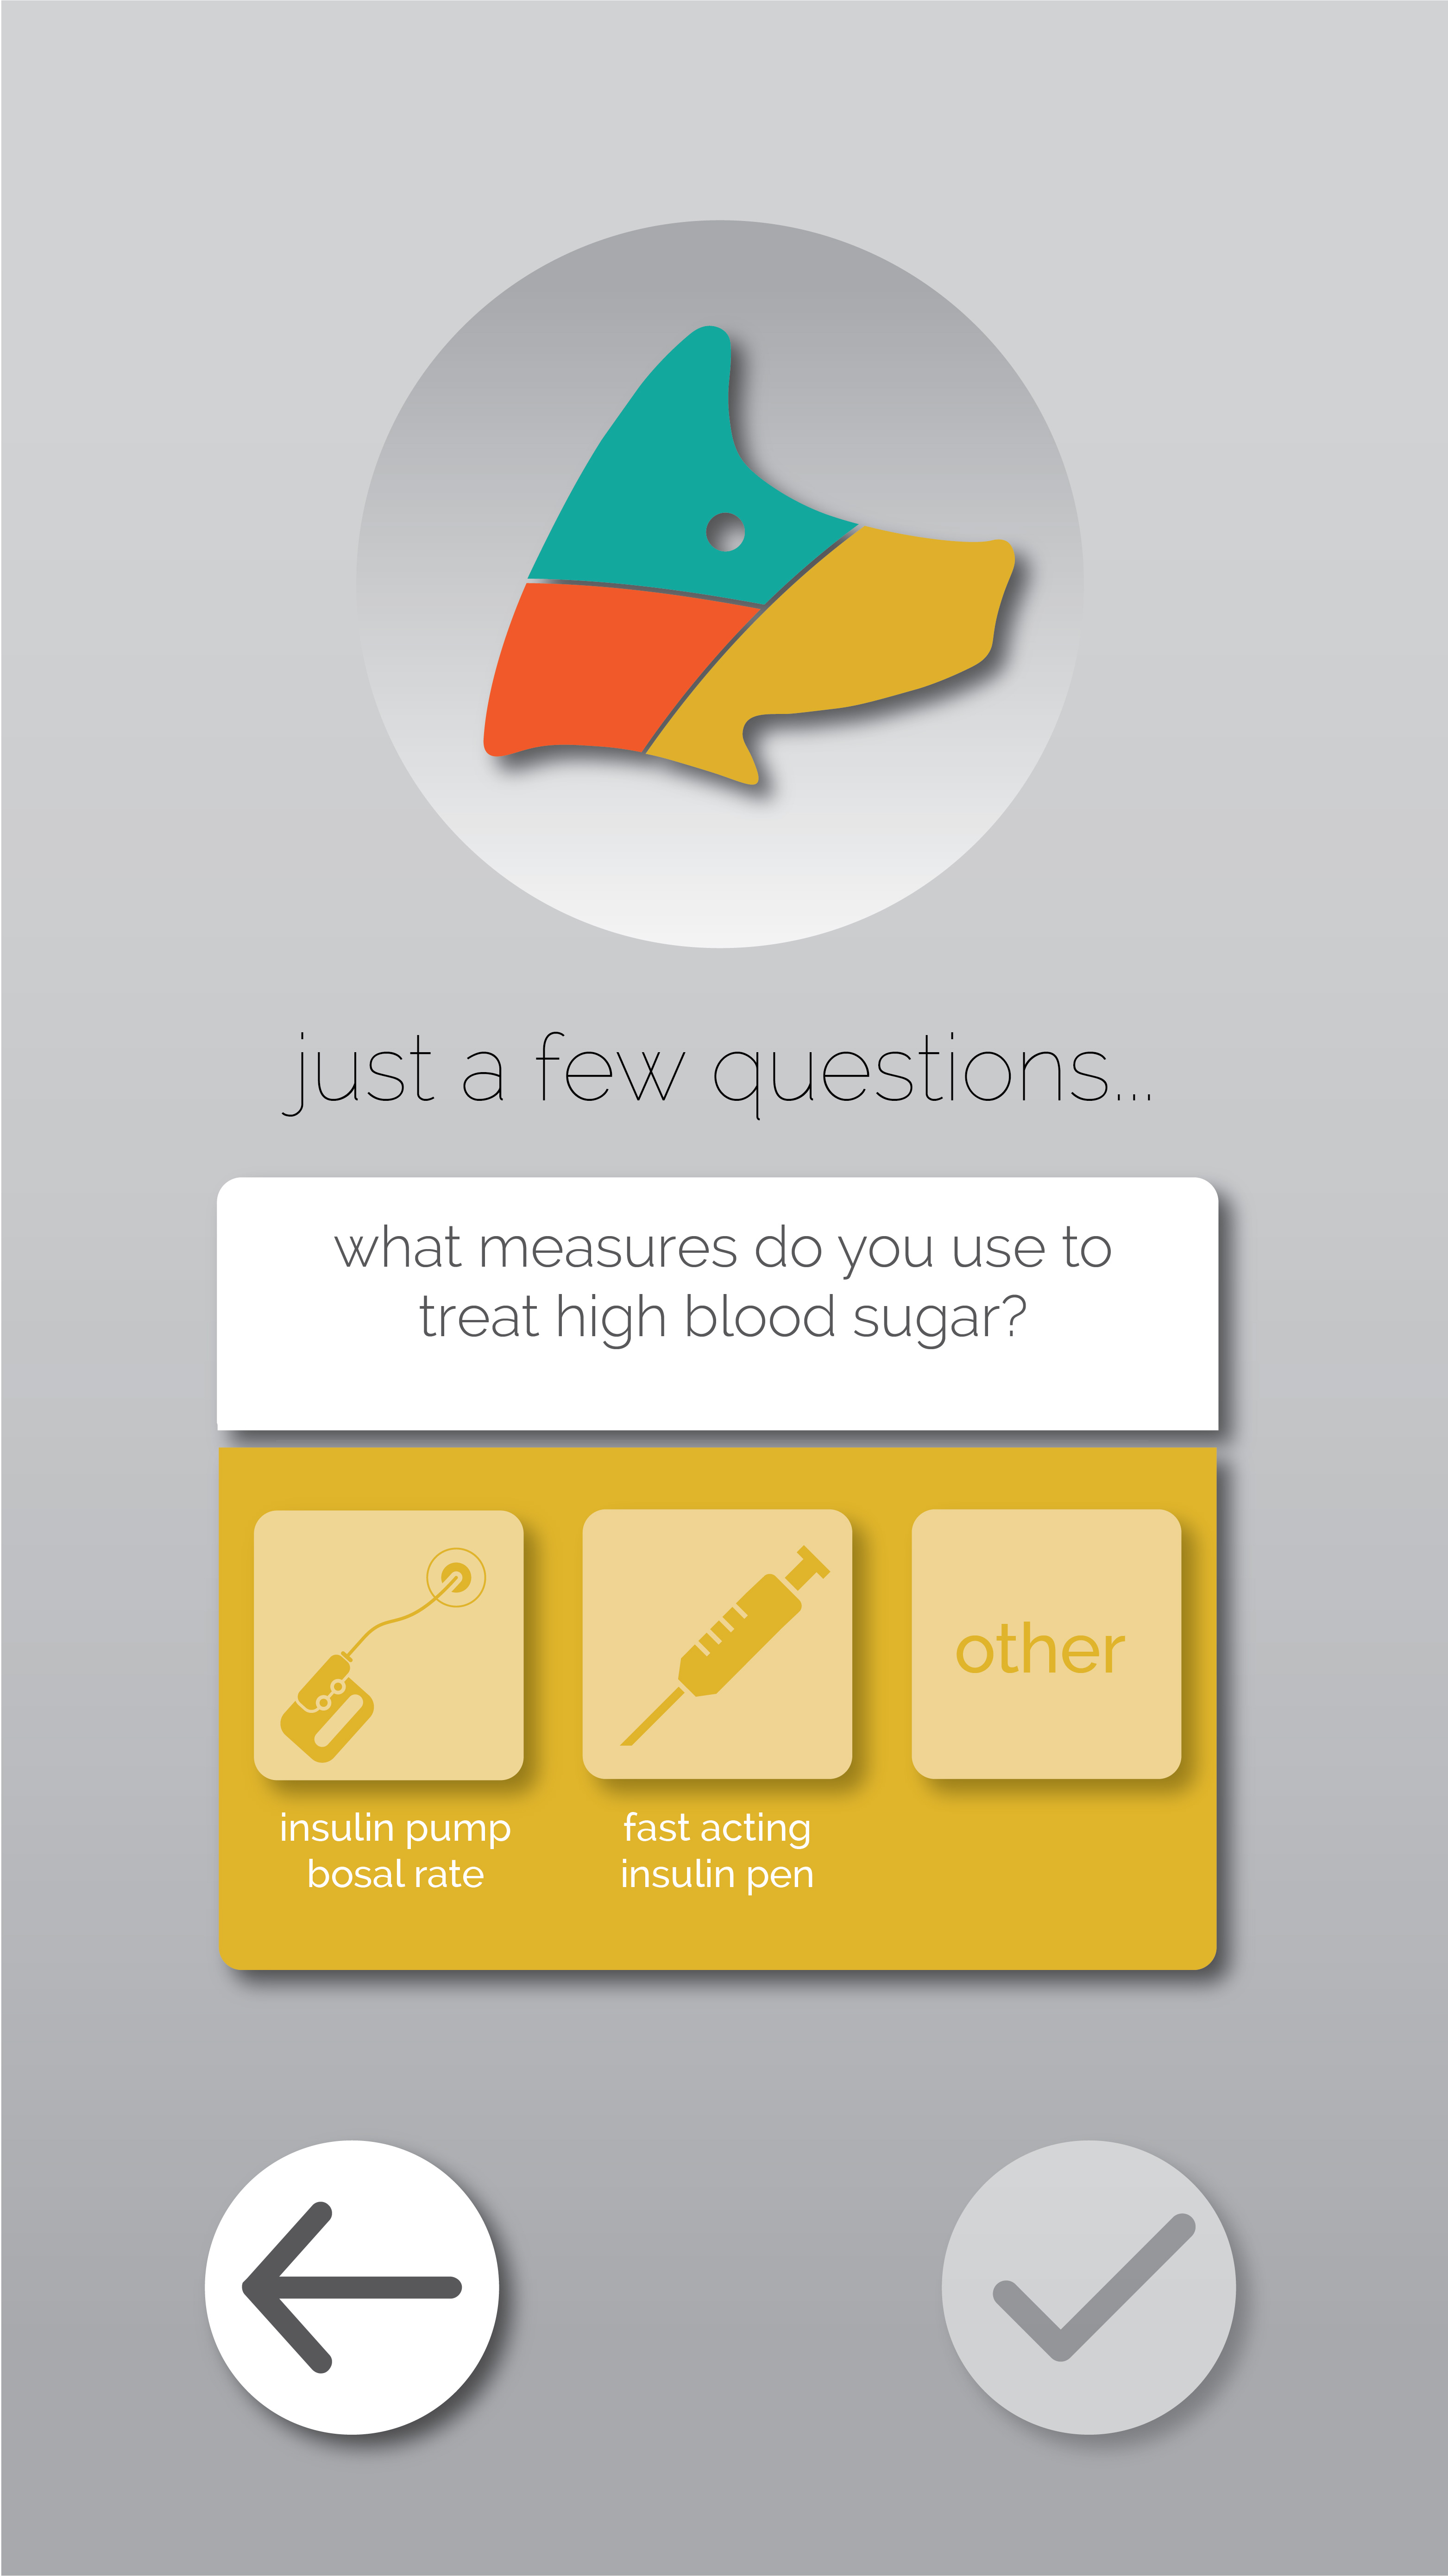 just a few questions...
what measures do you use to
treat high blood sugar?
other
insulin pump
bosal rate
fast acting
insulin pen